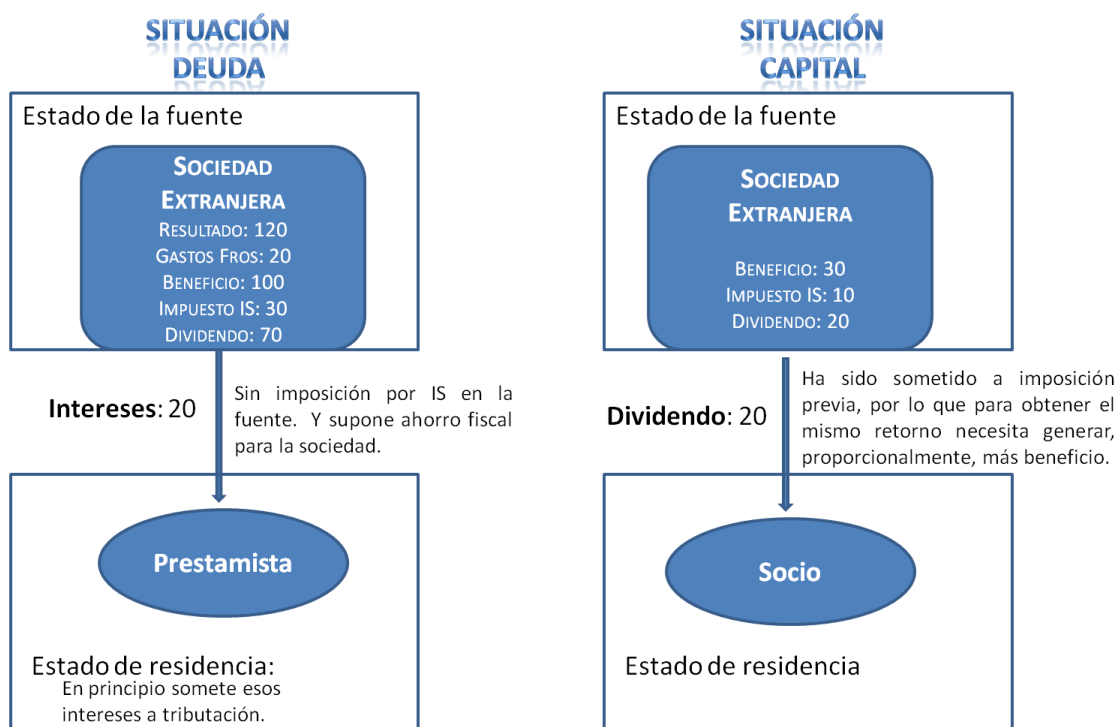 SITUACIÓN
DEUDA
Estado de la fuente
SOCIEDAD
EXTRANJERA
RESULTADO: 120
GASTOS FROS: 20
BENEFICIO: 100
IMPUESTO IS: 30
DIVIDENDO: 70
Intereses: 20
Sin imposición por IS en la
fuente. Y supone ahorro fiscal
para la sociedad.
Prestamista
Estado de residencia:
En principio somete esos
intereses a tributación.
SITUACIÓN
CAPITAL
Estado de la fuente
SOCIEDAD
EXTRANJERA
BENEFICIO: 30
IMPUESTO IS: 10
DIVIDENDO: 20
Dividendo: 20
Ha sido sometido a imposición
previa, por lo que para obtener el
mismo retorno necesita generar,
proporcionalmente, más beneficio.
Socio
Estado de residencia